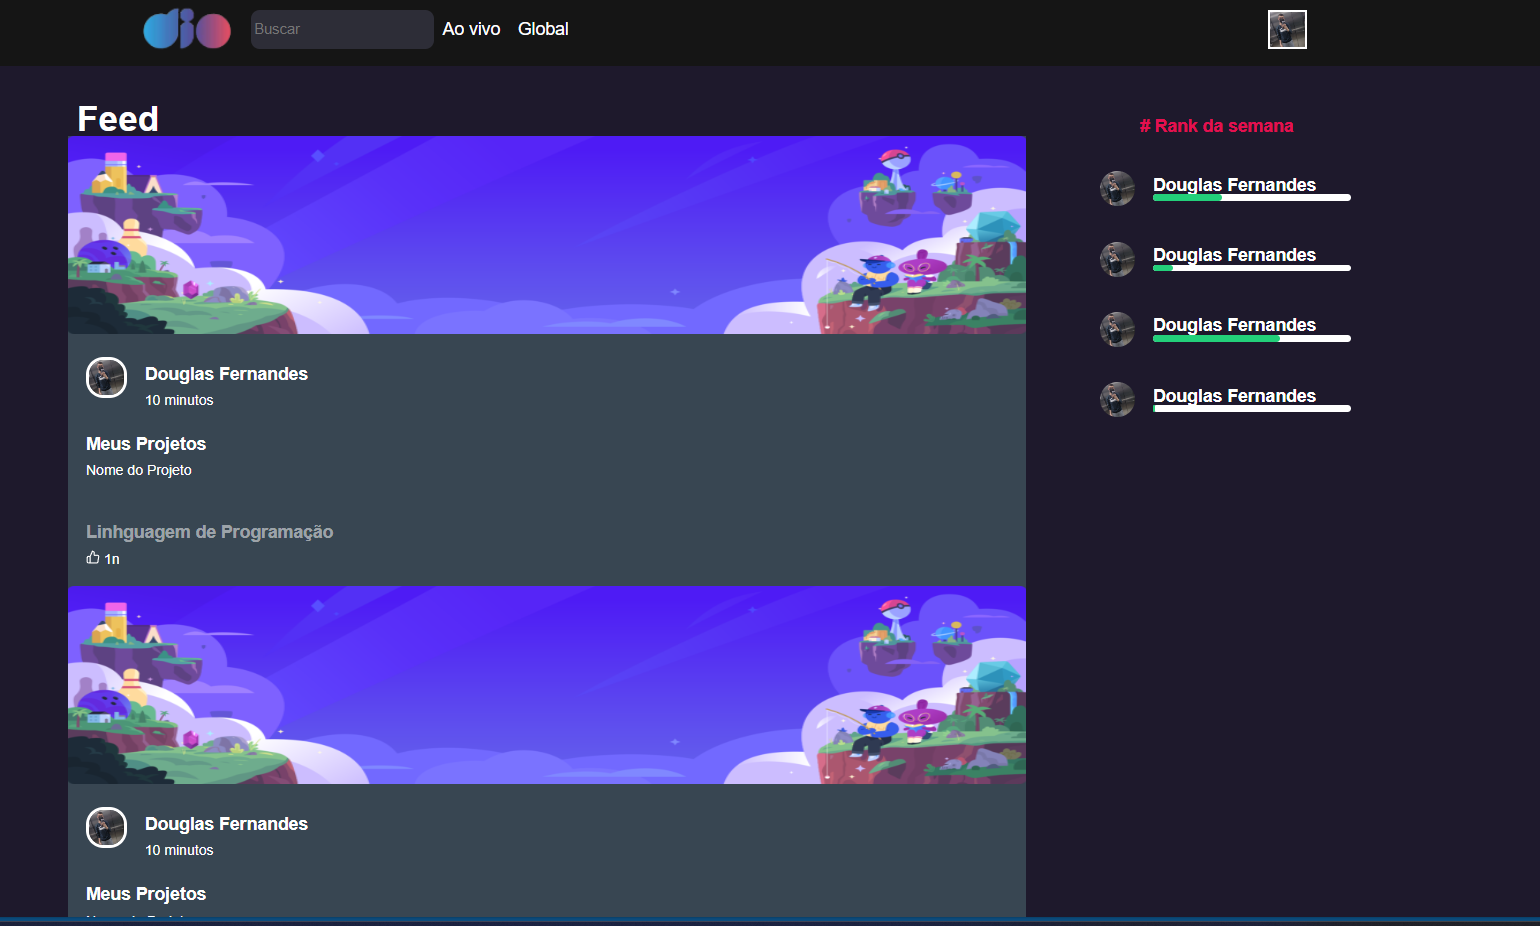 dio
Buscar
Ao vivo
Global
Feed
# Rank da semana
Douglas Fernandes
Douglas Fernandes
Douglas Fernandes
Douglas Fernandes
Douglas Fernandes
10 minutos
Meus Projetos
Nome do Projeto
Linhguagem de Programação
1n
Douglas Fernandes
10 minutos
Meus Projetos